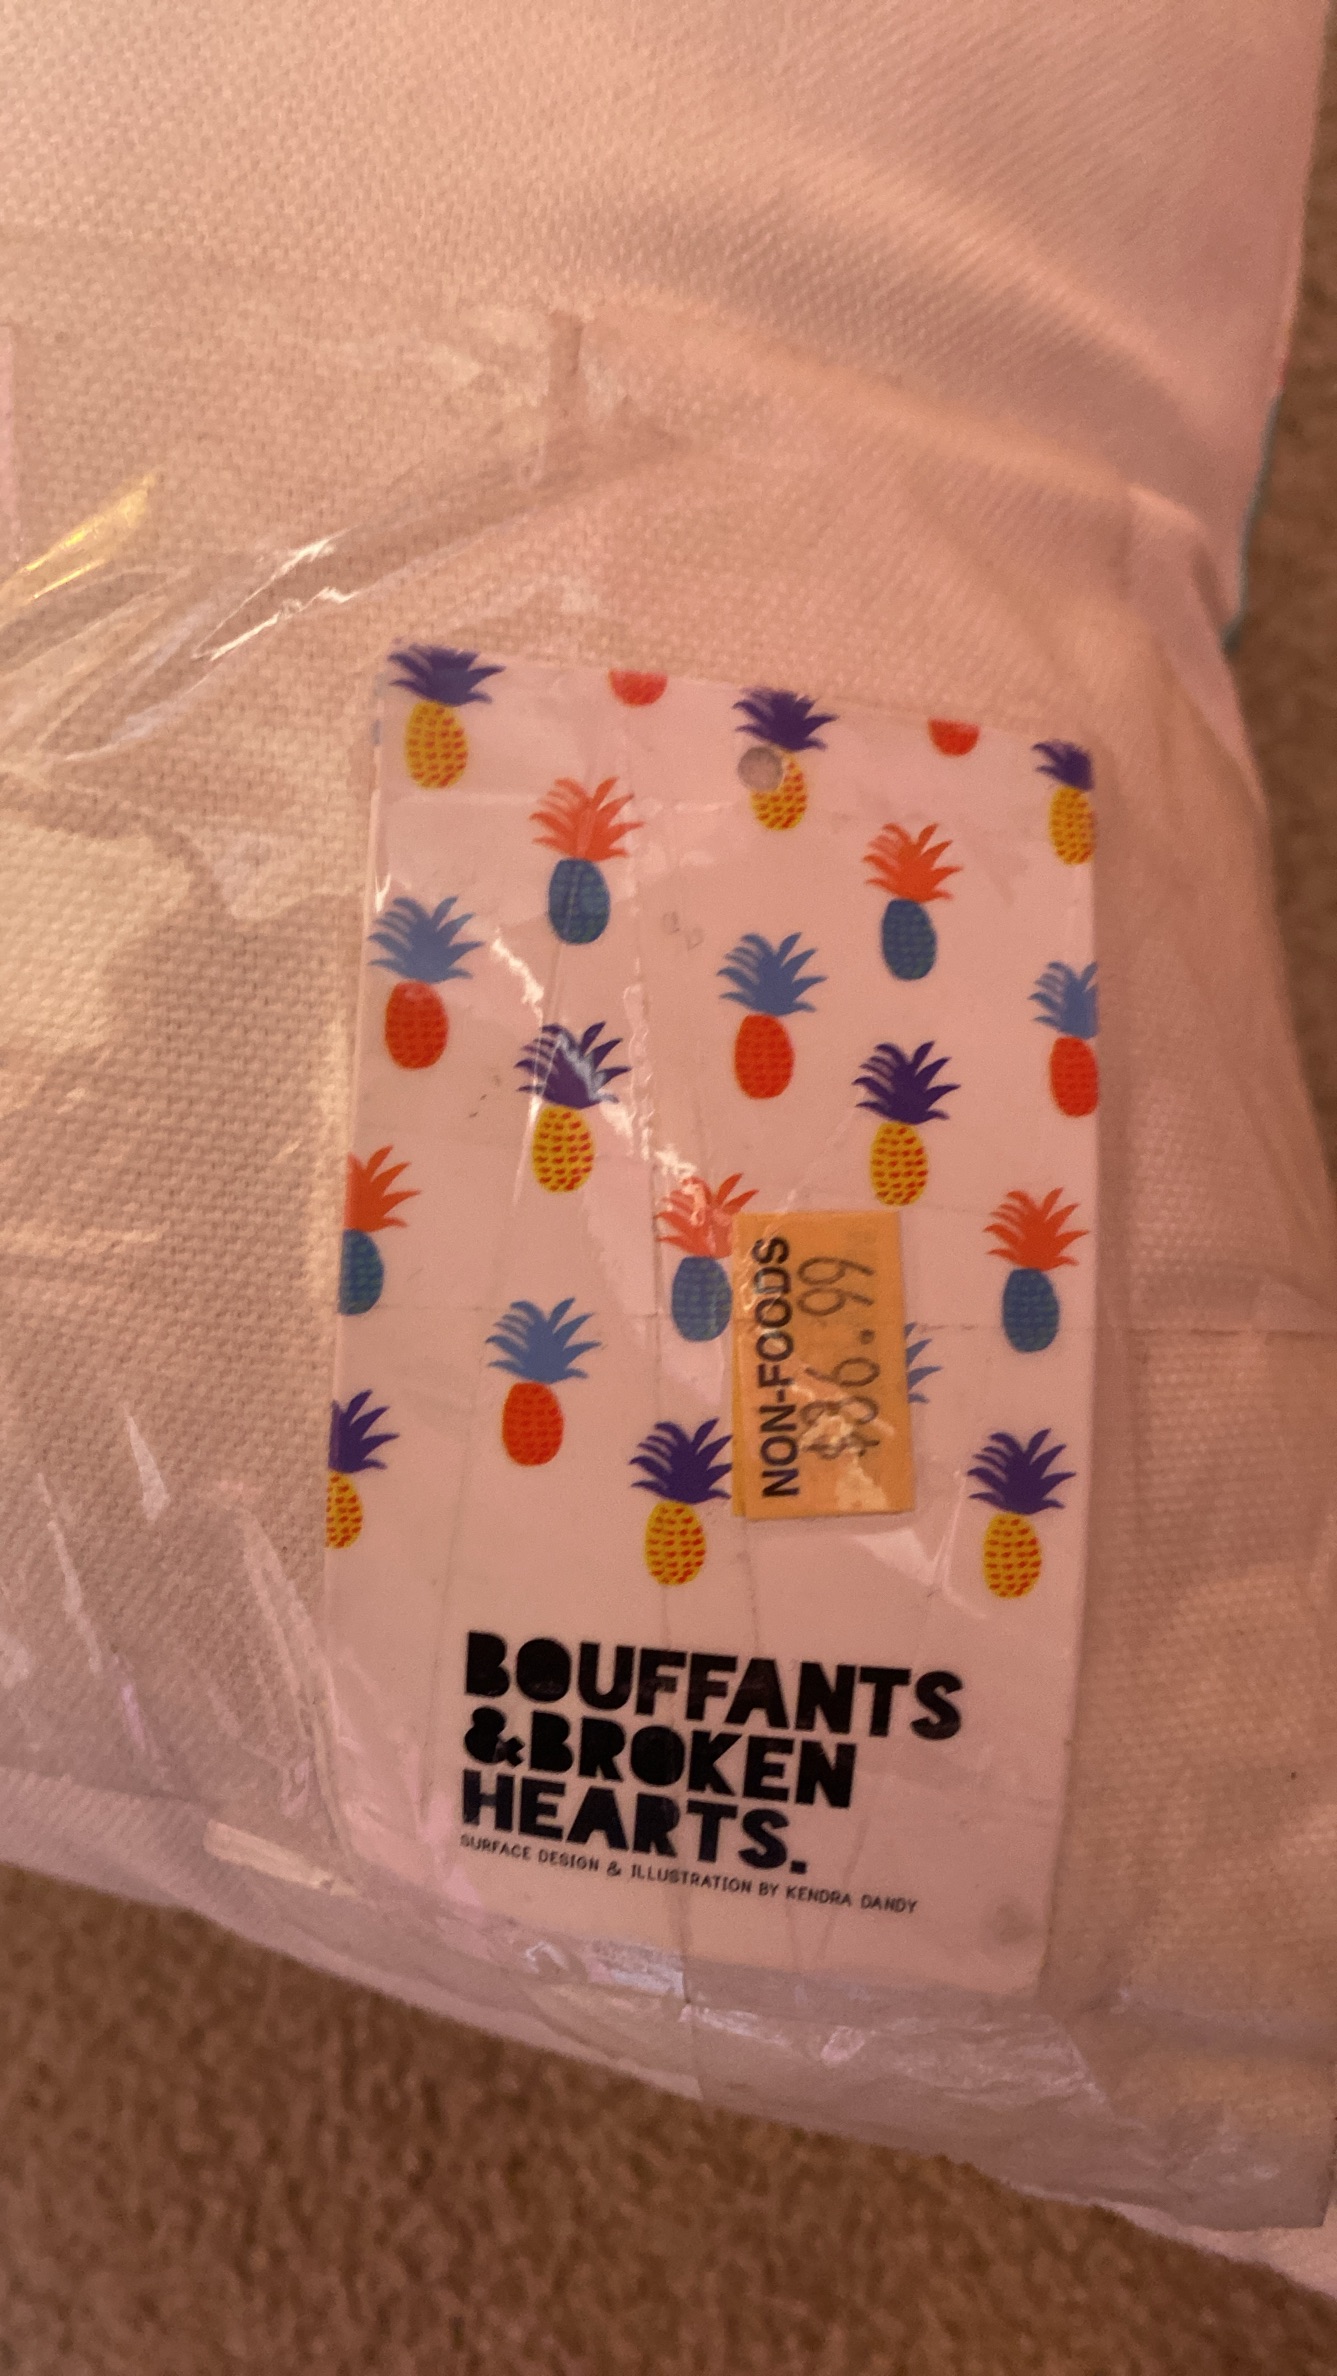 NON-FOODS
$36.99
BOUFFANTS
&BROKEN
HEARTS.
SURFACE DESIGN & ILLUSTRATION BY KENDRA DANDY